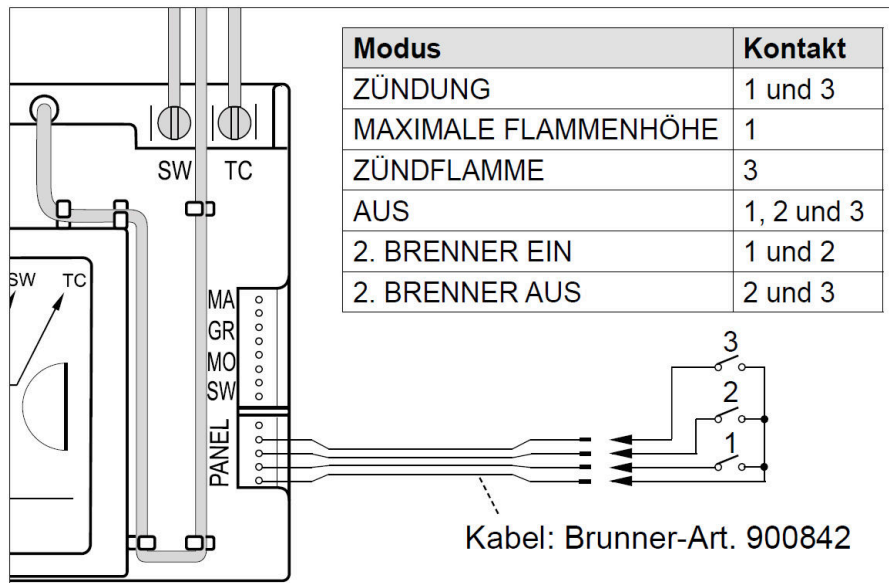 Modus Kontakt
ZÜNDUNG 1 und 3
MAXIMALE FLAMMENHÖHE 1
ZÜNDFLAMME 3
AUS 1, 2 und 3
2. BRENNER EIN 1 und 2
2. BRENNER AUS 2 und 3
SW TC
SW TC
MA
GR
MO
SW
PANEL
3
2
1
Kabel: Brunner-Art. 900842